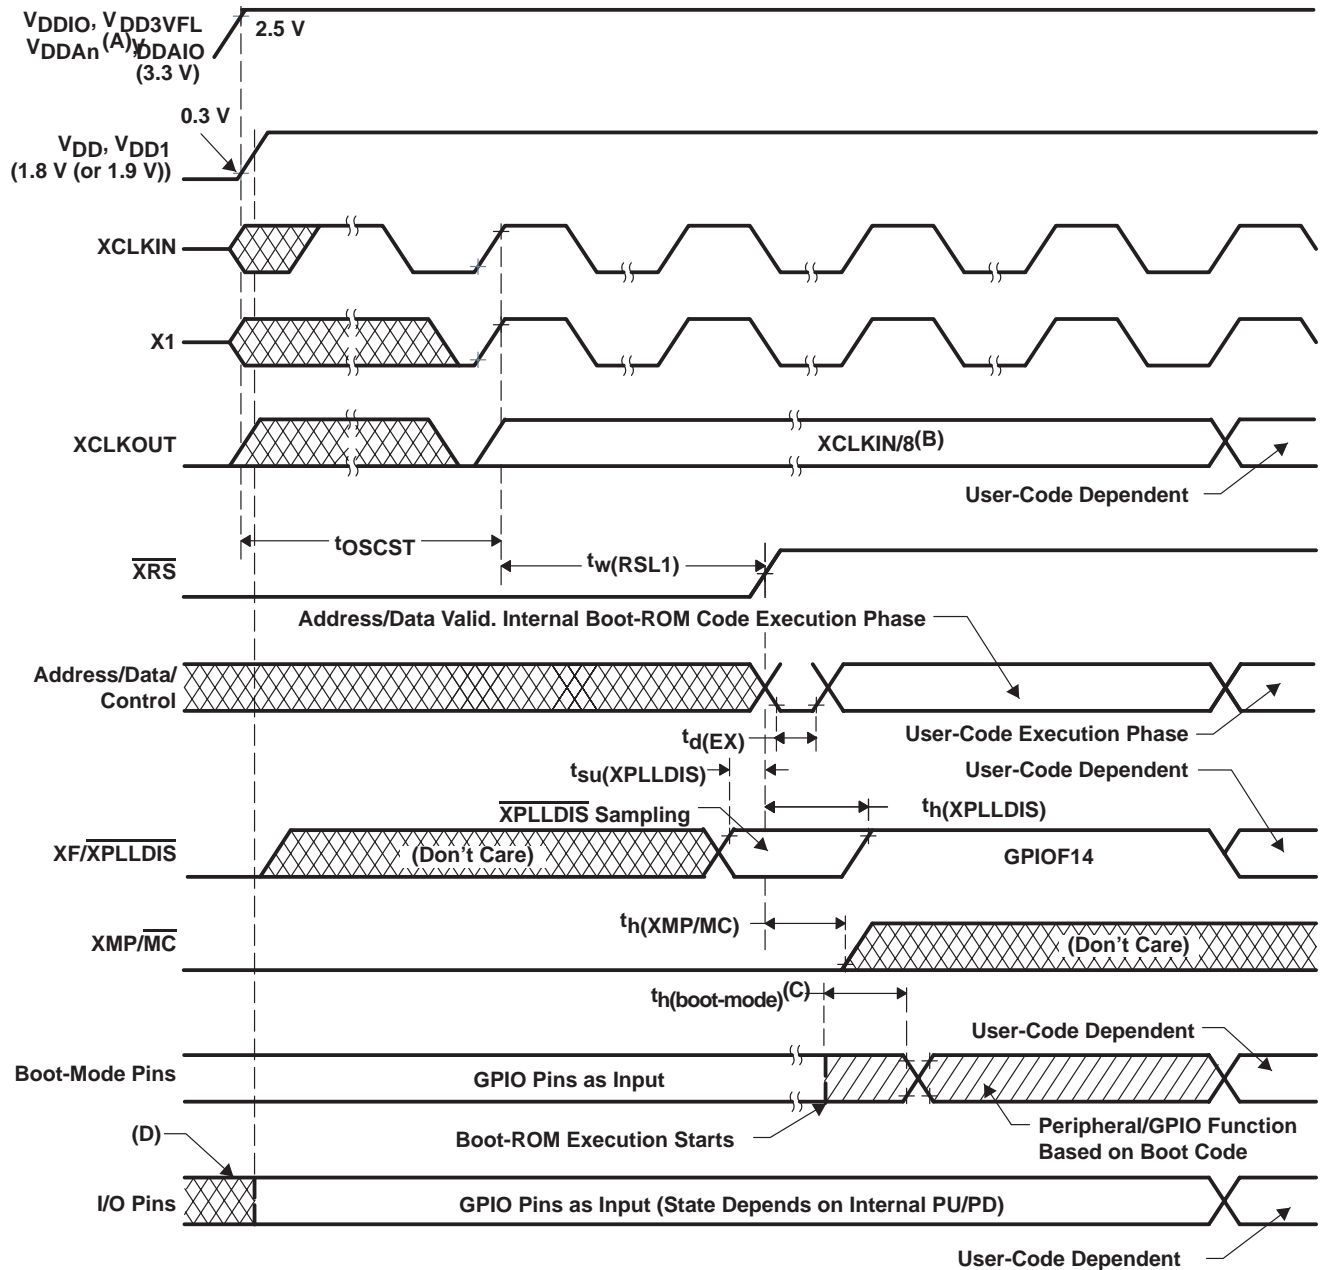 VDDIO, VDD3VFL
VDDAn (A), VDDAIO
(3.3 V)
2.5 V
0.3 V
VDD, VDD1
(1.8 V (or 1.9 V))
XCLKIN
X1
XCLKOUT
XCLKIN/8(B)
User-Code Dependent
tOSCST
XRS
tw(RSL1)
Address/Data Valid. Internal Boot-ROM Code Execution Phase
Address/Data/
Control
td(EX)
User-Code Execution Phase
tsu(XPLLDIS)
User-Code Dependent
XPLLDIS Sampling
th(XPLLDIS)
XF/XPLLDIS
(Don't Care)
GPIOF14
th(XMP/MC)
XMP/MC
(Don't Care)
th(boot-mode)(C)
User-Code Dependent
Boot-Mode Pins
GPIO Pins as Input
Boot-ROM Execution Starts
Peripheral/GPIO Function
Based on Boot Code
(D)
I/O Pins
GPIO Pins as Input (State Depends on Internal PU/PD)
User-Code Dependent